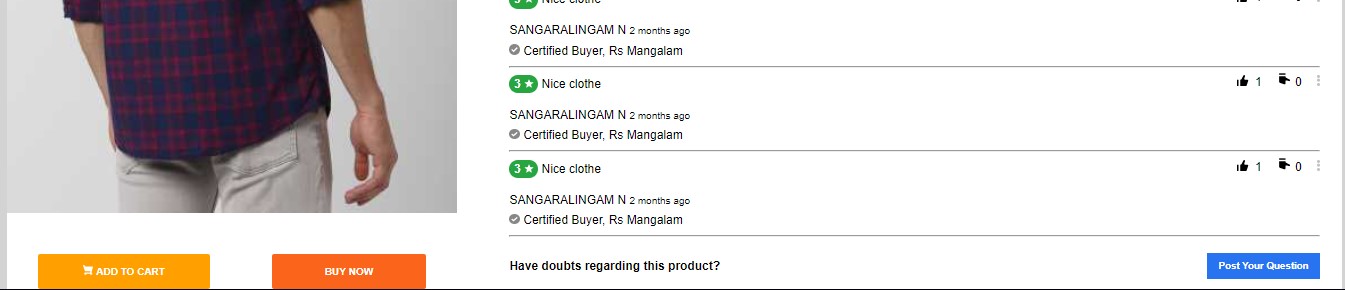 3 ★ Nice clothe 1 0
SANGARALINGAM N 2 months ago
Certified Buyer, Rs Mangalam
3 ★ Nice clothe 1 0
SANGARALINGAM N 2 months ago
Certified Buyer, Rs Mangalam
3 ★ Nice clothe 1 0
SANGARALINGAM N 2 months ago
Certified Buyer, Rs Mangalam
ADD TO CART
BUY NOW
Have doubts regarding this product?
Post Your Question